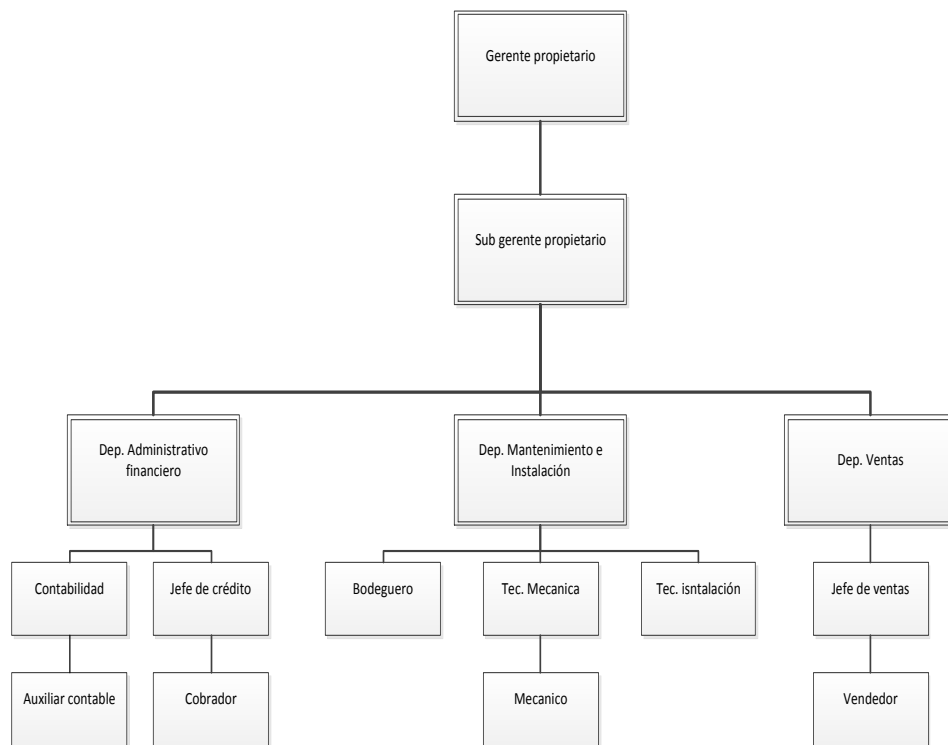 Gerente propietario
Sub gerente propietario
Dep. Administrativo
financiero
Dep. Mantenimiento e
Instalación
Dep. Ventas
Contabilidad
Jefe de crédito
Bodeguero
Tec. Mecanica
Tec. isntalación
Jefe de ventas
Auxiliar contable
Cobrador
Mecanico
Vendedor